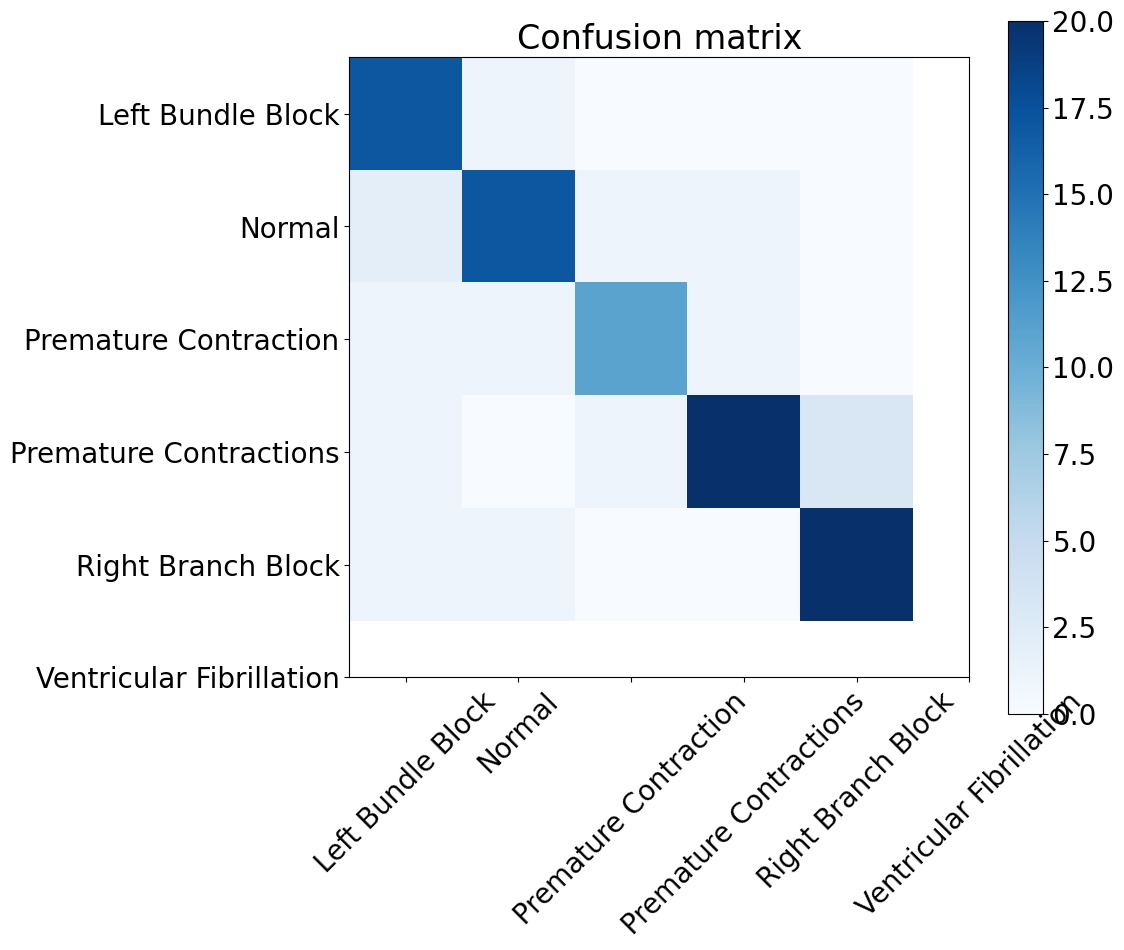 Confusion matrix
Left Bundle Block
Normal
Premature Contraction
Premature Contractions
Right Branch Block
Ventricular Fibrillation
Left Bundle Block
Normal
Premature Contraction
Premature Contractions
Right Branch Block
Ventricular Fibrillation
20.0
17.5
15.0
12.5
10.0
7.5
5.0
2.5
0.0